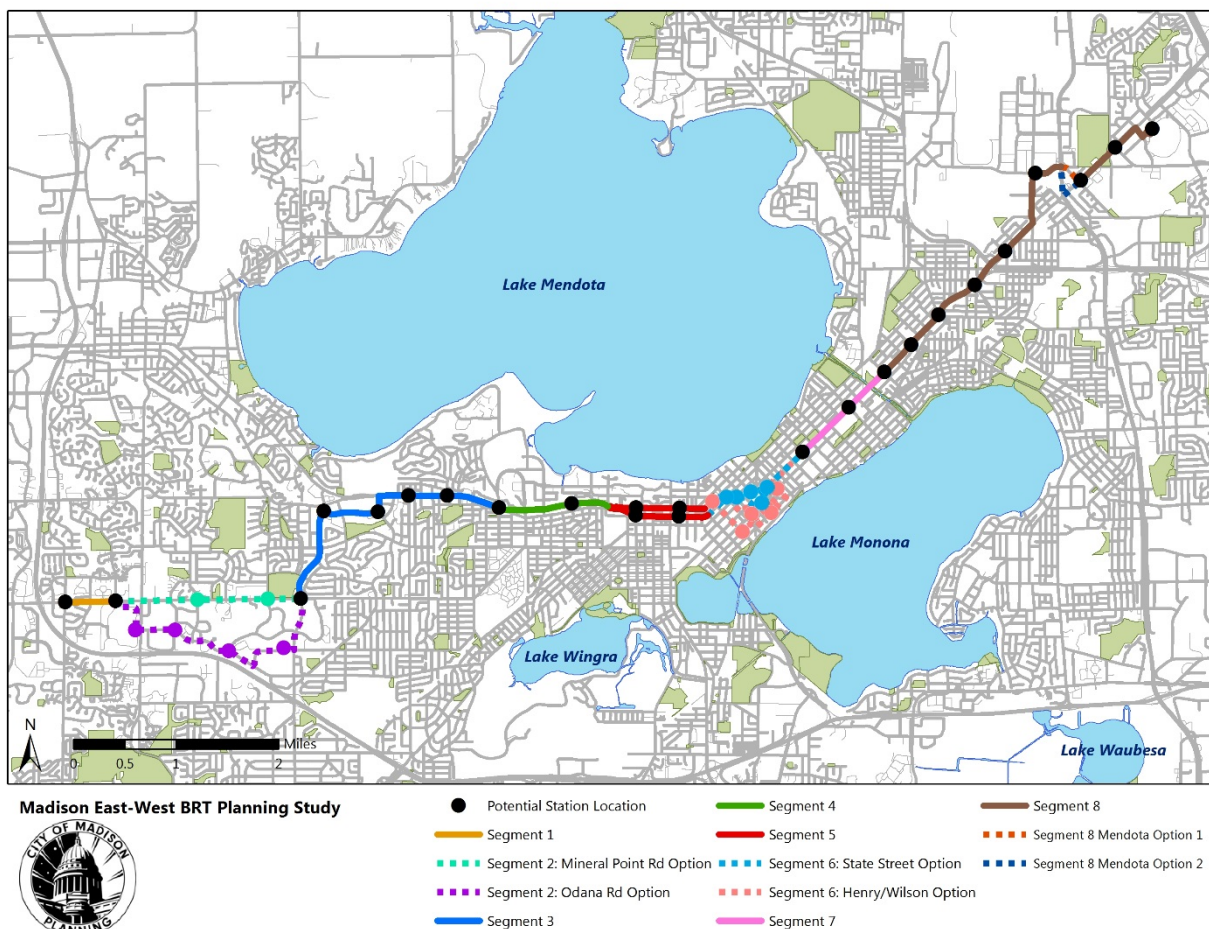 Lake Mendota
Lake Monona
Lake Wingra
Lake Waubesa
N
Miles
0 0.5 1 2
Madison East-West BRT Planning Study
CITY OF MADISON
PLANNING
Potential Station Location
Segment 1
Segment 2: Mineral Point Rd Option
Segment 2: Odana Rd Option
Segment 3
Segment 4
Segment 5
Segment 6: State Street Option
Segment 6: Henry/Wilson Option
Segment 7
Segment 8
Segment 8 Mendota Option 1
Segment 8 Mendota Option 2